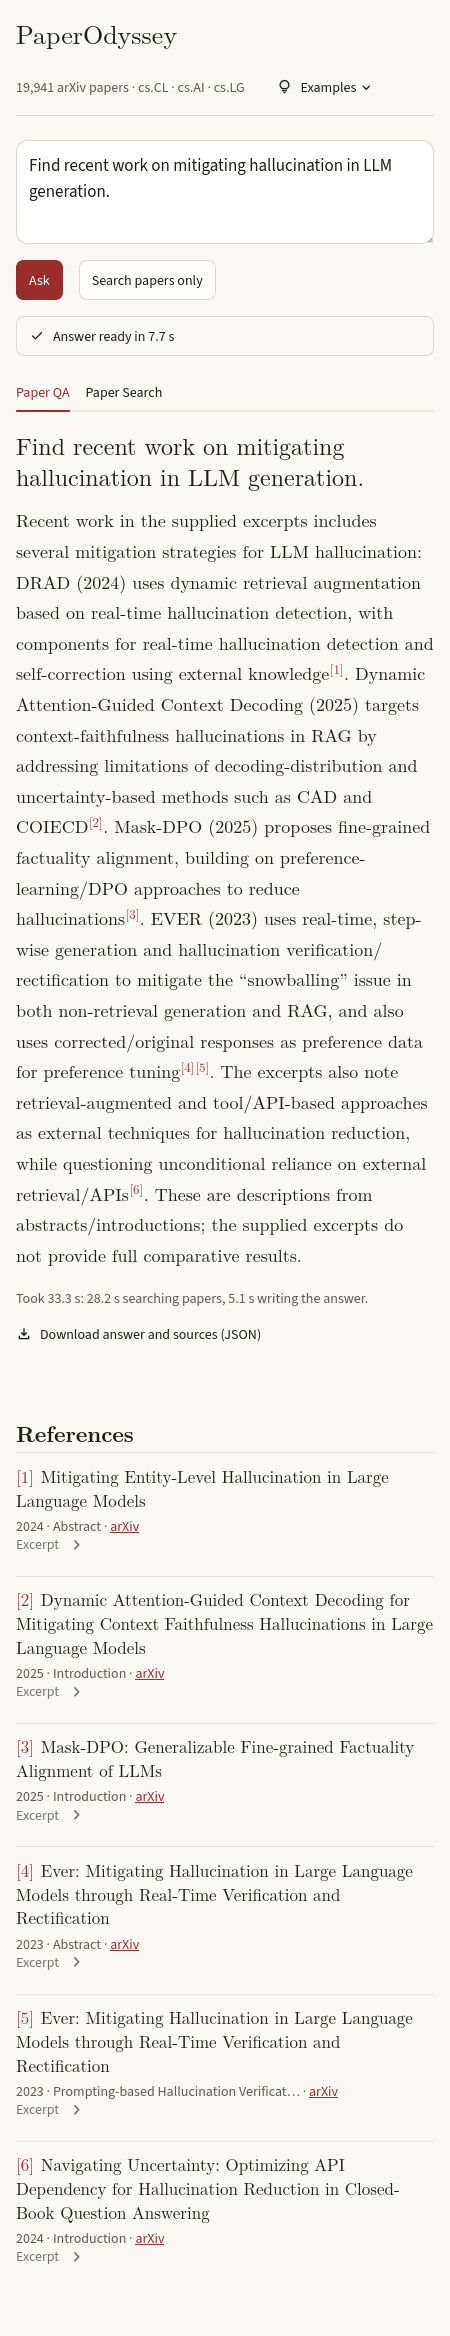 PaperOdyssey
19,941 arXiv papers · cs.CL · cs.AI · cs.LG
Examples
Find recent work on mitigating hallucination in LLM
generation.
Ask
Search papers only
Answer ready in 7.7 s
Paper QA
Paper Search
Find recent work on mitigating
hallucination in LLM generation.
Recent work in the supplied excerpts includes
several mitigation strategies for LLM hallucination:
DRAD (2024) uses dynamic retrieval augmentation
based on real-time hallucination detection, with
components for real-time hallucination detection and
self-correction using external knowledge[1]. Dynamic
Attention-Guided Context Decoding (2025) targets
context-faithfulness hallucinations in RAG by
addressing limitations of decoding-distribution and
uncertainty-based methods such as CAD and
COIECD[2]. Mask-DPO (2025) proposes fine-grained
factuality alignment, building on preference-
learning/DPO approaches to reduce
hallucinations[3]. EVER (2023) uses real-time, step-
wise generation and hallucination verification/
rectification to mitigate the “snowballing” issue in
both non-retrieval generation and RAG, and also
uses corrected/original responses as preference data
for preference tuning[4][5]. The excerpts also note
retrieval-augmented and tool/API-based approaches
as external techniques for hallucination reduction,
while questioning unconditional reliance on external
retrieval/APIs[6]. These are descriptions from
abstracts/introductions; the supplied excerpts do
not provide full comparative results.
Took 33.3 s: 28.2 s searching papers, 5.1 s writing the answer.
Download answer and sources (JSON)
References
[1] Mitigating Entity-Level Hallucination in Large
Language Models
2024 · Abstract · arXiv
Excerpt
[2] Dynamic Attention-Guided Context Decoding for
Mitigating Context Faithfulness Hallucinations in Large
Language Models
2025 · Introduction · arXiv
Excerpt
[3] Mask-DPO: Generalizable Fine-grained Factuality
Alignment of LLMs
2025 · Introduction · arXiv
Excerpt
[4] Ever: Mitigating Hallucination in Large Language
Models through Real-Time Verification and
Rectification
2023 · Abstract · arXiv
Excerpt
[5] Ever: Mitigating Hallucination in Large Language
Models through Real-Time Verification and
Rectification
2023 · Prompting-based Hallucination Verificat… · arXiv
Excerpt
[6] Navigating Uncertainty: Optimizing API
Dependency for Hallucination Reduction in Closed-
Book Question Answering
2024 · Introduction · arXiv
Excerpt